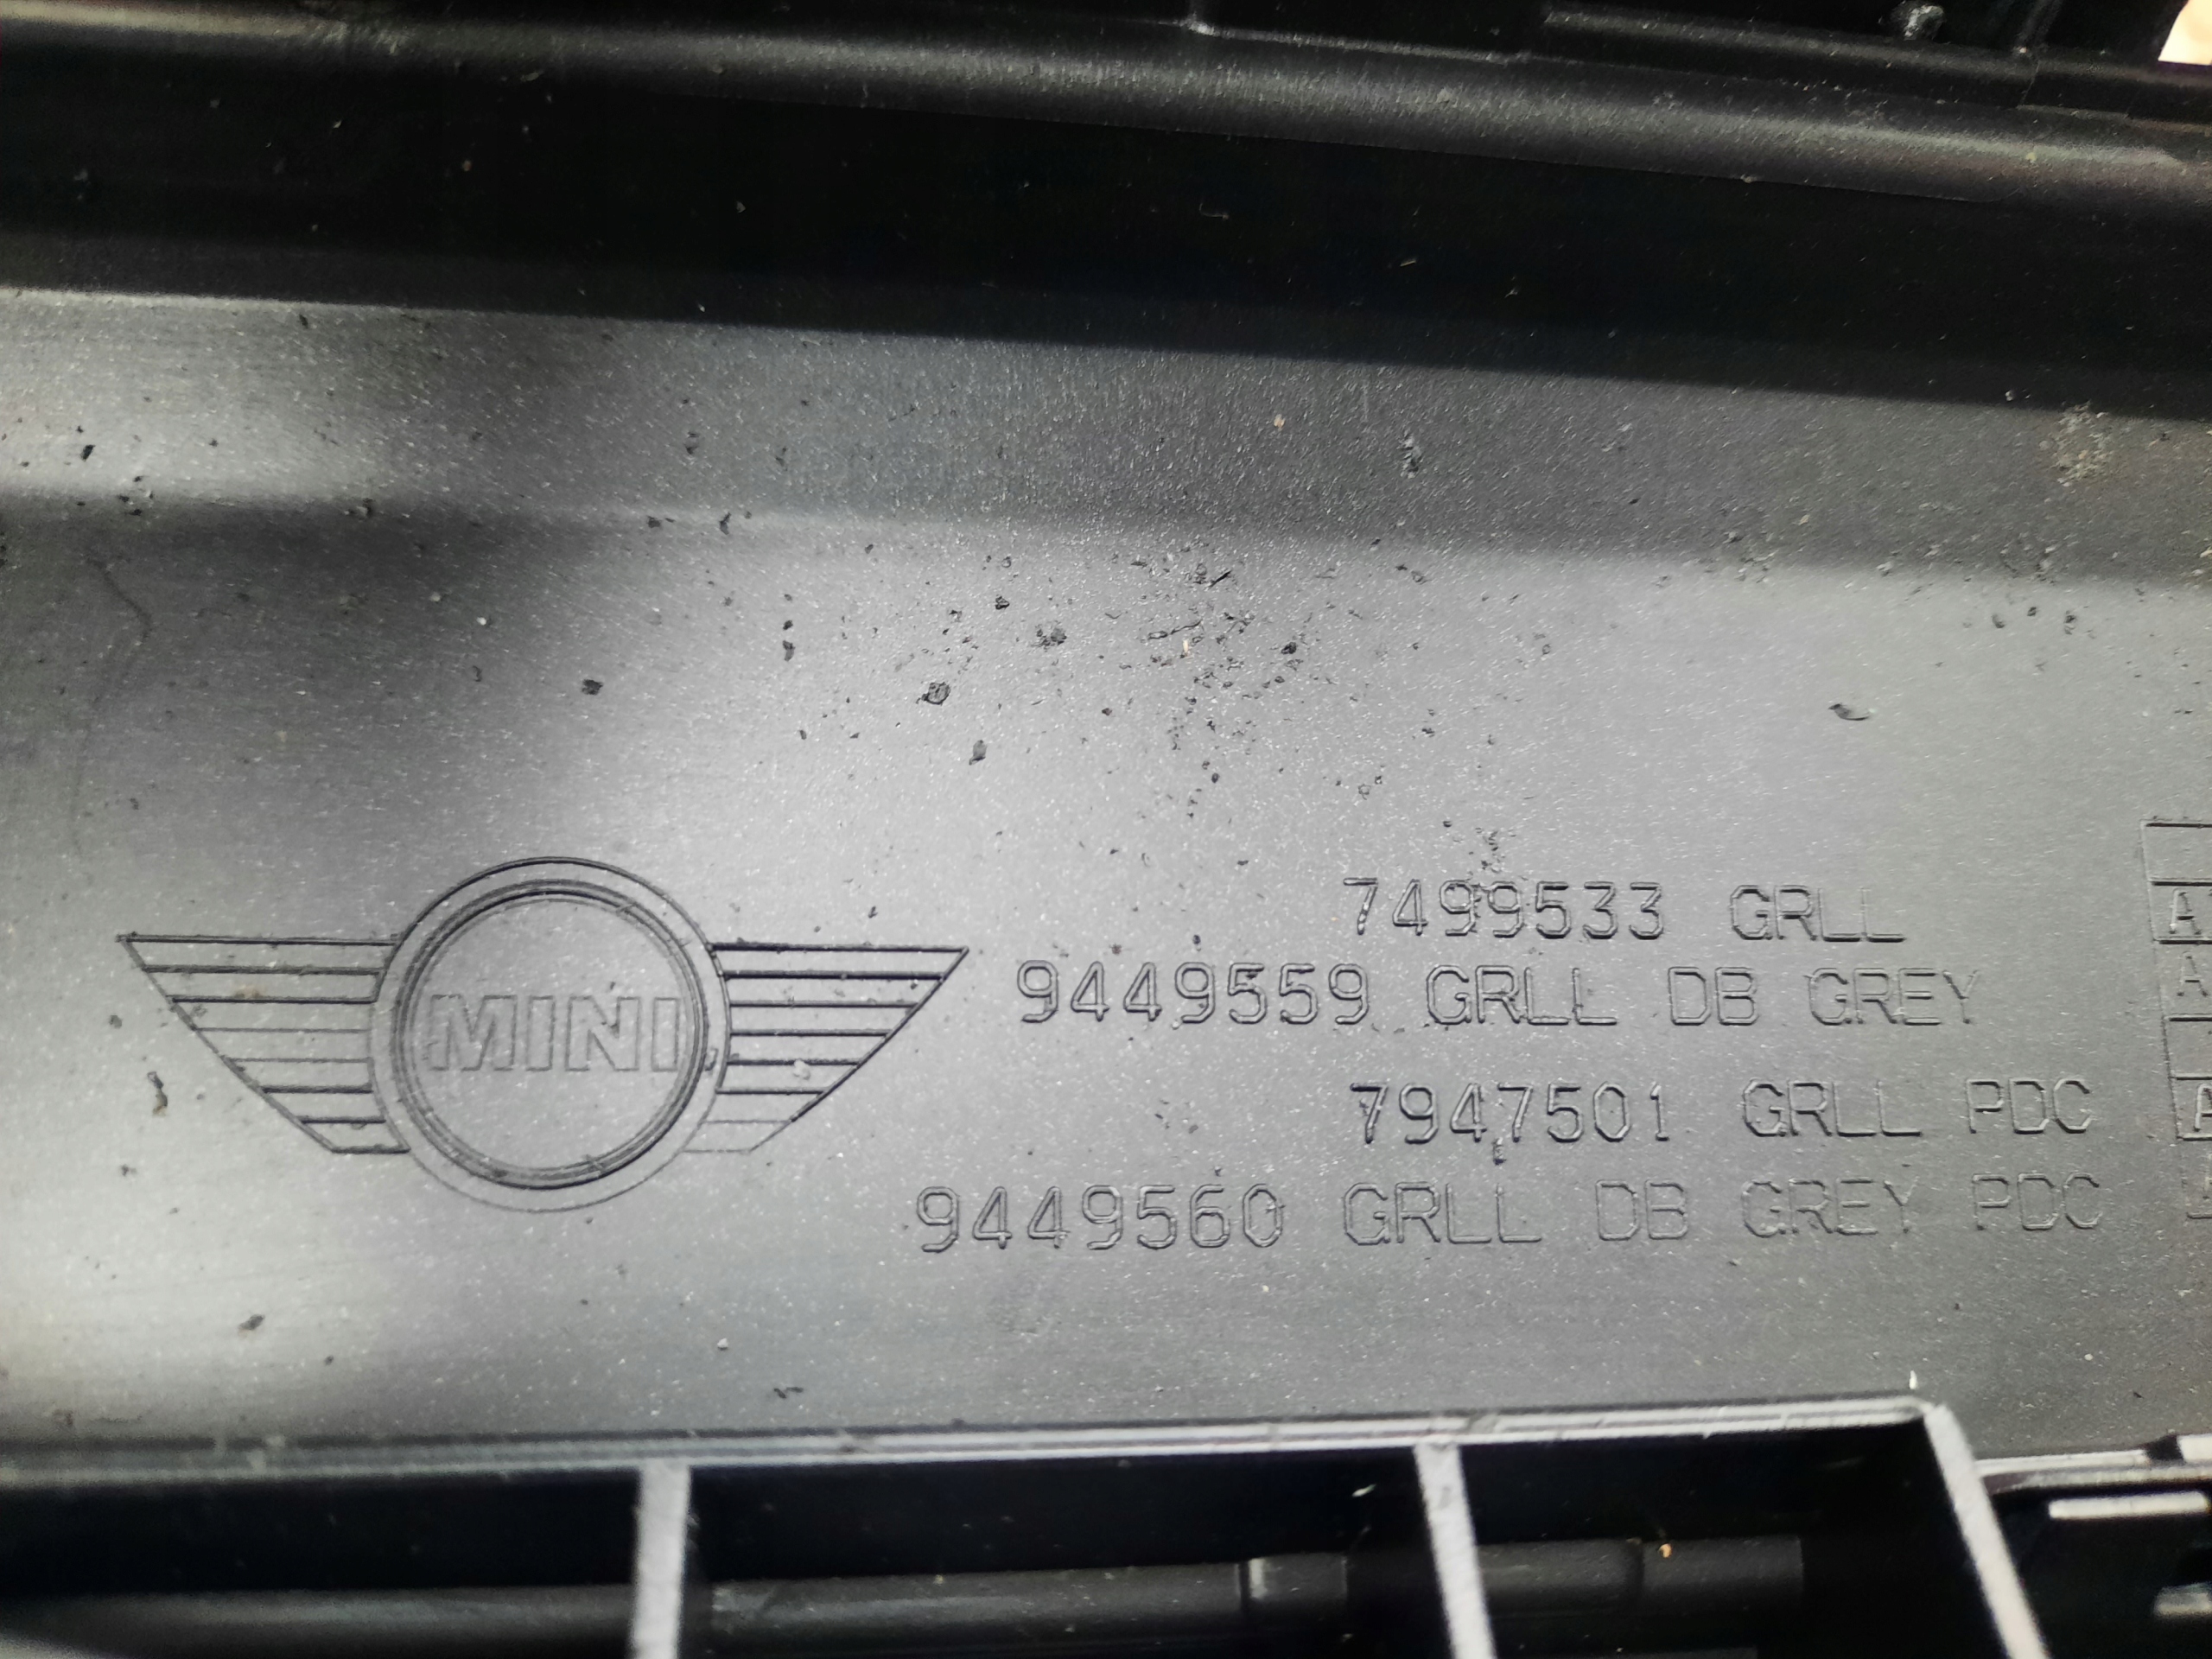 MINI
7499533 GRLL
9449559 GRLL DB GREY
7947501 GRLL PDC
9449560 GRLL DB GREY PDC
A
A
A